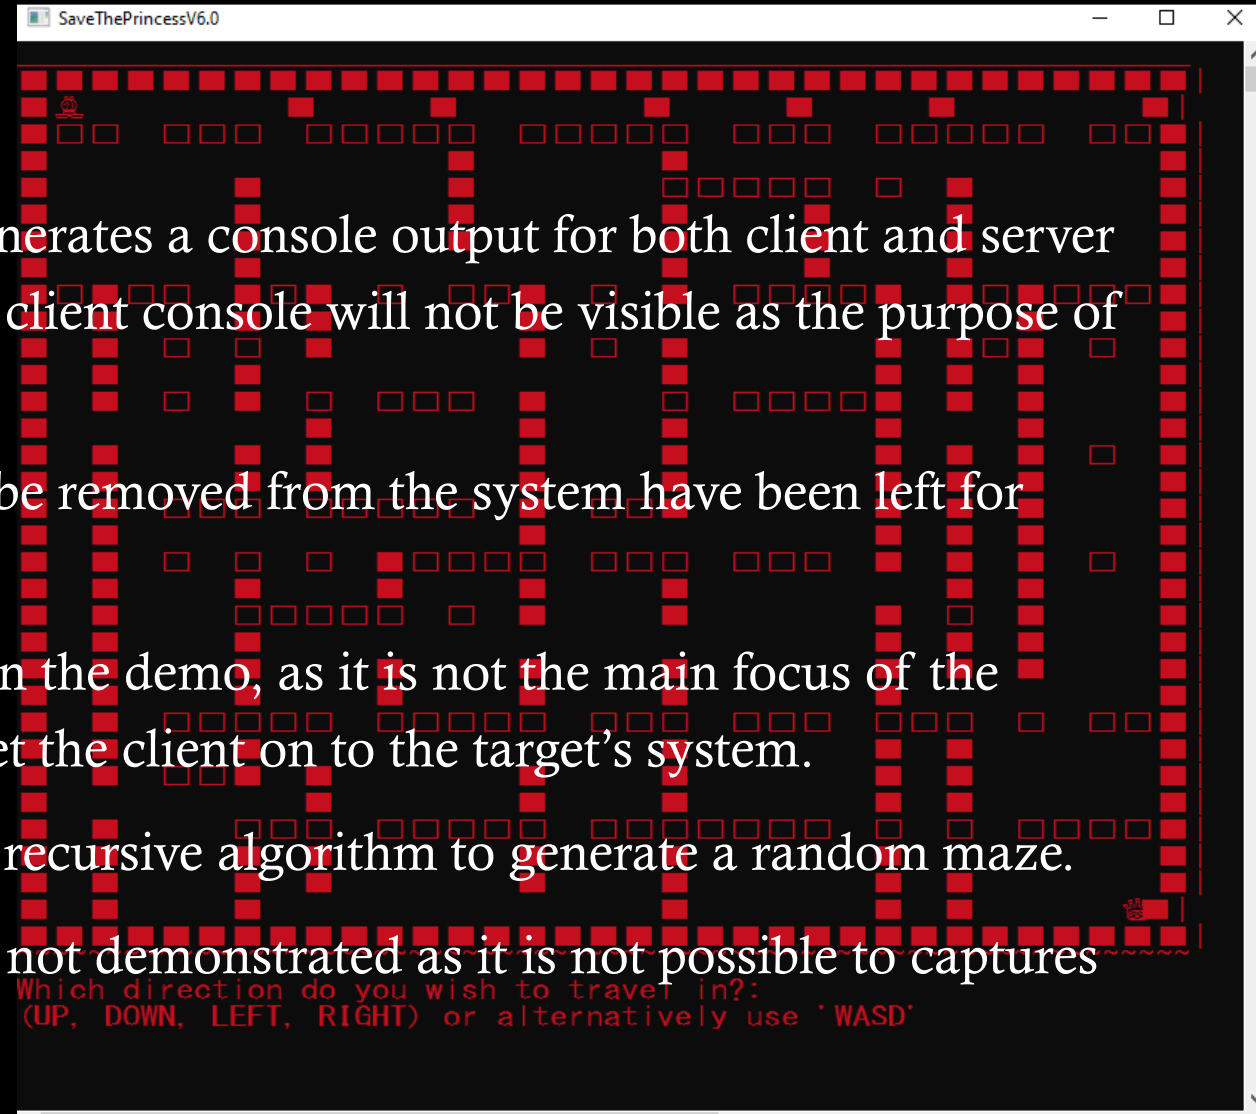 SaveThePrincessV6.0
nerates a console output for both client and server
client console will not be visible as the purpose of
be removed from the system have been left for
n the demo, as it is not the main focus of the
et the client on to the target’s system.
recursive algorithm to generate a random maze.
not demonstrated as it is not possible to captures
Which direction do you wish to travel in?:
(UP, DOWN, LEFT, RIGHT) or alternatively use 'WASD'